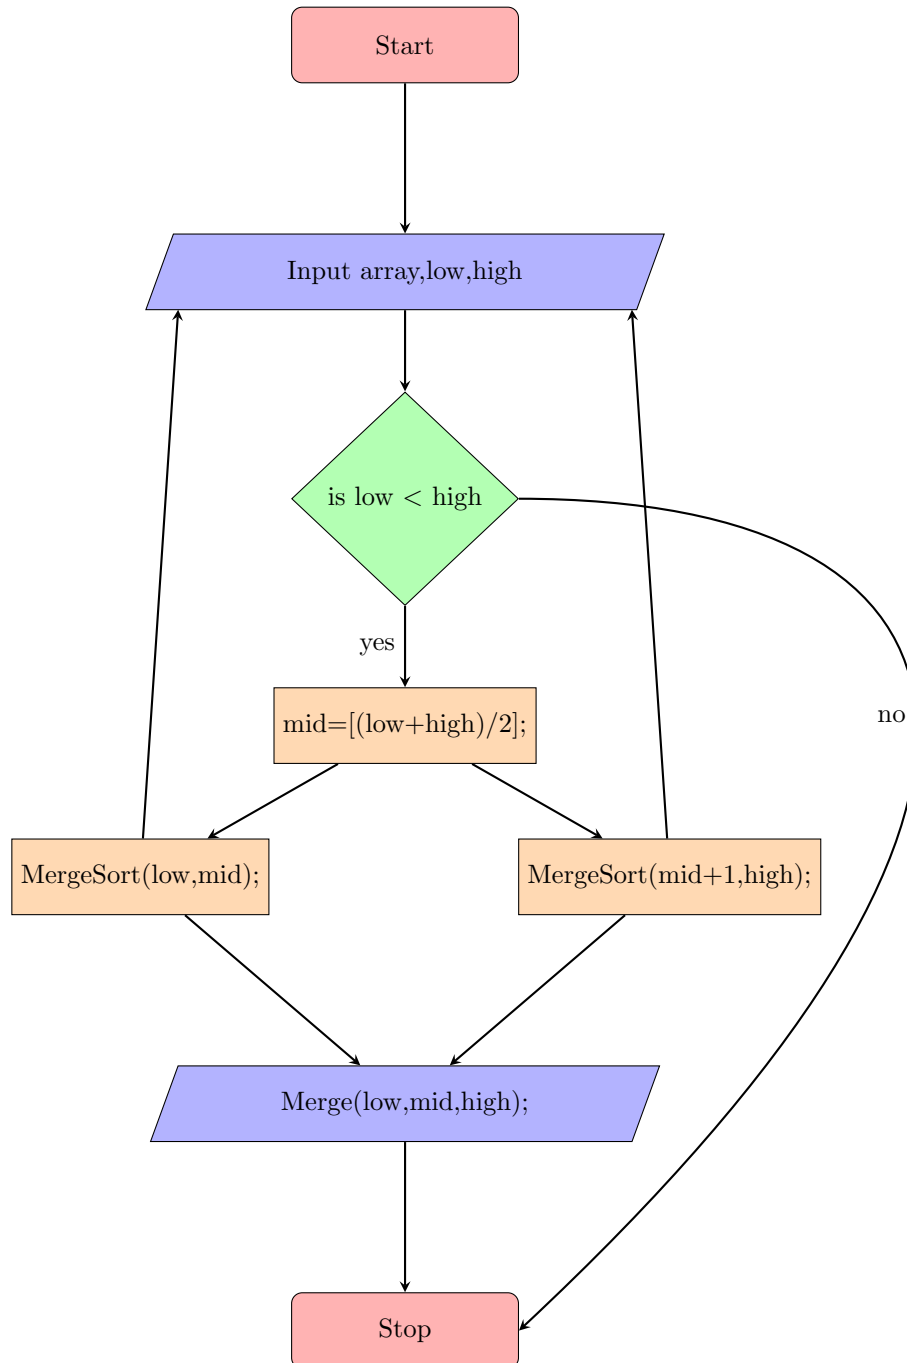 Start
Input array,low,high
is low < high
yes
mid=[(low+high)/2];
no
MergeSort(low,mid);
MergeSort(mid+1,high);
Merge(low,mid,high);
Stop